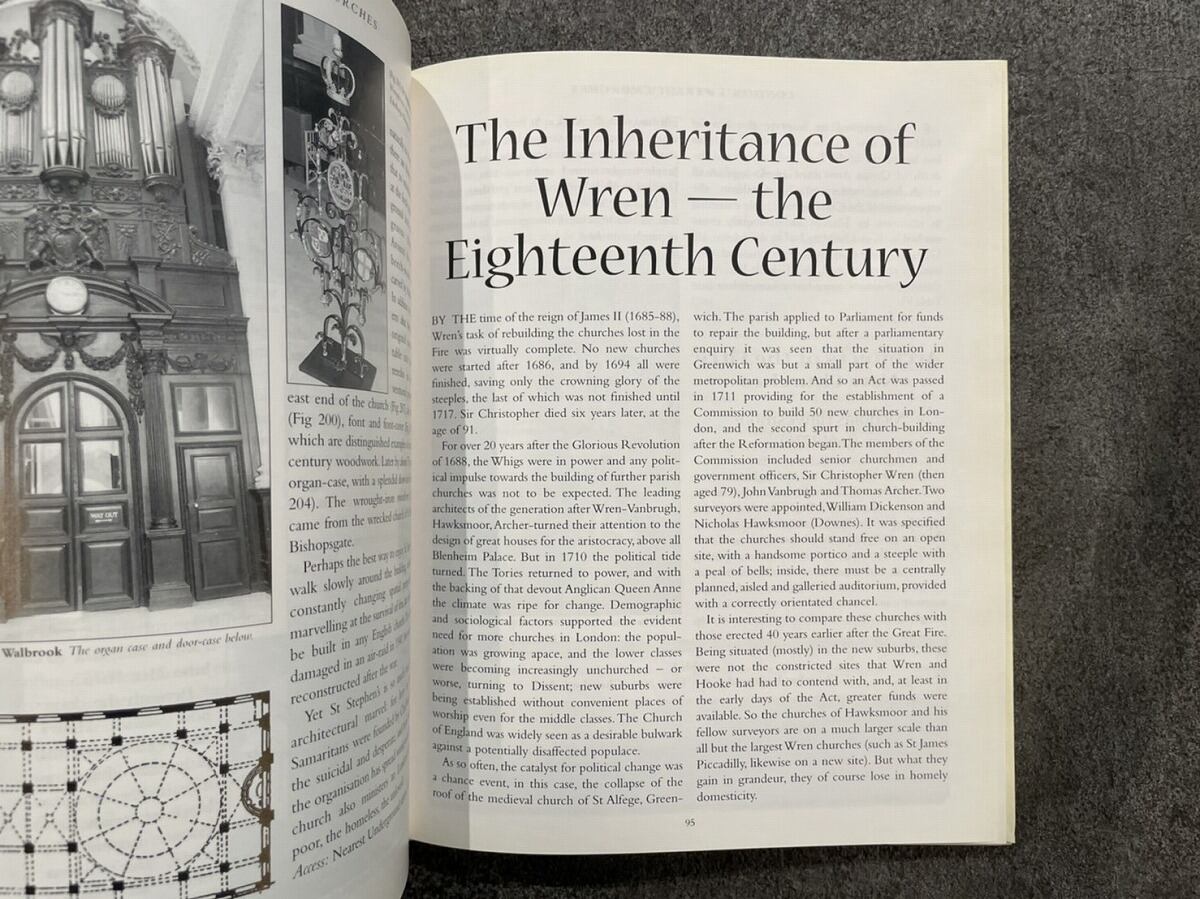 RCHES
WAY OUT
Walbrook The organ case and door-case below.
east end of the church (Fig
(Fig 200), font and font-cover
which are distinguished examples
century woodwork. Later
organ-case, with a splendid
204). The wrought-iron
came from the wrecked church
Bishopsgate.
Perhaps the best way to
walk slowly around the building,
constantly changing spatial
marvelling at the survival of
be built in any English church
damaged in an air-raid in
reconstructed after the war.
Yet St Stephen's is
architectural marvel:
Samaritans were founded by
the suicidal and desperate, and
the organisation has spread
church also ministers
poor, the homeless, the
Access: Nearest Underground
The Inheritance of
Wren — the
Eighteenth Century
BY THE time of the reign of James II (1685-88),
Wren's task of rebuilding the churches lost in the
Fire was virtually complete. No new churches
were started after 1686, and by 1694 all were
finished, saving only the crowning glory of the
steeples, the last of which was not finished until
1717. Sir Christopher died six years later, at the
age of 91.
For over 20 years after the Glorious Revolution
of 1688, the Whigs were in power and any polit-
ical impulse towards the building of further parish
churches was not to be expected. The leading
architects of the generation after Wren-Vanbrugh,
Hawksmoor, Archer-turned their attention to the
design of great houses for the aristocracy, above all
Blenheim Palace. But in 1710 the political tide
turned. The Tories returned to power, and with
the backing of that devout Anglican Queen Anne
the climate was ripe for change. Demographic
and sociological factors supported the evident
need for more churches in London: the popul-
ation was growing apace, and the lower classes
were becoming increasingly unchurched – or
worse, turning to Dissent; new suburbs were
being established without convenient places of
worship even for the middle classes. The Church
of England was widely seen as a desirable bulwark
against a potentially disaffected populace.
As so often, the catalyst for political change was
a chance event, in this case, the collapse of the
roof of the medieval church of St Alfege, Green-
wich. The parish applied to Parliament for funds
to repair the building, but after a parliamentary
enquiry it was seen that the situation in
Greenwich was but a small part of the wider
metropolitan problem. And so an Act was passed
in 1711 providing for the establishment of a
Commission to build 50 new churches in Lon-
don, and the second spurt in church-building
after the Reformation began. The members of the
Commission included senior churchmen and
government officers, Sir Christopher Wren (then
aged 79), John Vanbrugh and Thomas Archer. Two
surveyors were appointed, William Dickenson and
Nicholas Hawksmoor (Downes). It was specified
that the churches should stand free on an open
site, with a handsome portico and a steeple with
a peal of bells; inside, there must be a centrally
planned, aisled and galleried auditorium, provided
with a correctly orientated chancel.
It is interesting to compare these churches with
those erected 40 years earlier after the Great Fire.
Being situated (mostly) in the new suburbs, these
were not the constricted sites that Wren and
Hooke had had to contend with, and, at least in
the early days of the Act, greater funds were
available. So the churches of Hawksmoor and his
fellow surveyors are on a much larger scale than
all but the largest Wren churches (such as St James
Piccadilly, likewise on a new site). But what they
gain in grandeur, they of course lose in homely
domesticity.
95